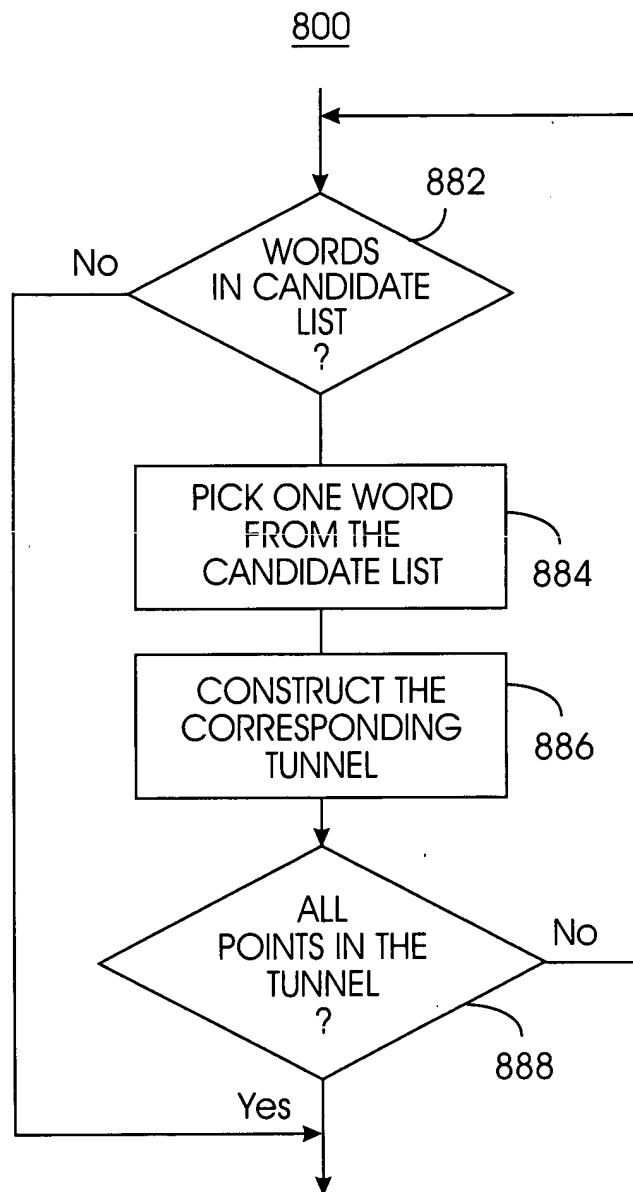 800
882
No
WORDS
IN CANDIDATE
LIST
?
PICK ONE WORD
FROM THE
CANDIDATE LIST
884
CONSTRUCT THE
CORRESPONDING
TUNNEL
886
ALL
POINTS IN THE
TUNNEL
?
No
888
Yes